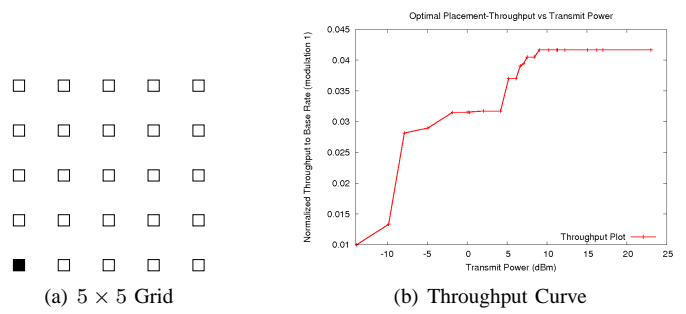 Optimal Placement-Throughput vs Transmit Power
Normalized Throughput to Base Rate (modulation 1)
0.045
0.04
0.035
0.03
0.025
0.02
0.015
0.01
-10
-5
0
5
10
15
20
25
Throughput Plot
Transmit Power (dBm)
(a) 5 × 5 Grid
(b) Throughput Curve